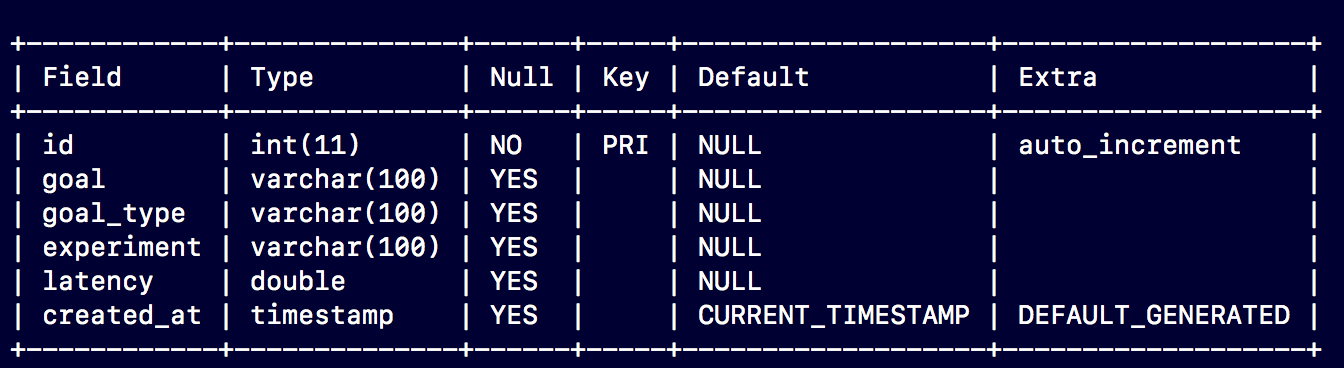 +------------+--------------+------+-----+-------------------+-------------------+
| Field      | Type         | Null | Key | Default           | Extra             |
+------------+--------------+------+-----+-------------------+-------------------+
| id         | int(11)      | NO   | PRI | NULL              | auto_increment    |
| goal       | varchar(100) | YES  |     | NULL              |                   |
| goal_type  | varchar(100) | YES  |     | NULL              |                   |
| experiment | varchar(100) | YES  |     | NULL              |                   |
| latency    | double       | YES  |     | NULL              |                   |
| created_at | timestamp    | YES  |     | CURRENT_TIMESTAMP | DEFAULT_GENERATED |
+------------+--------------+------+-----+-------------------+-------------------+